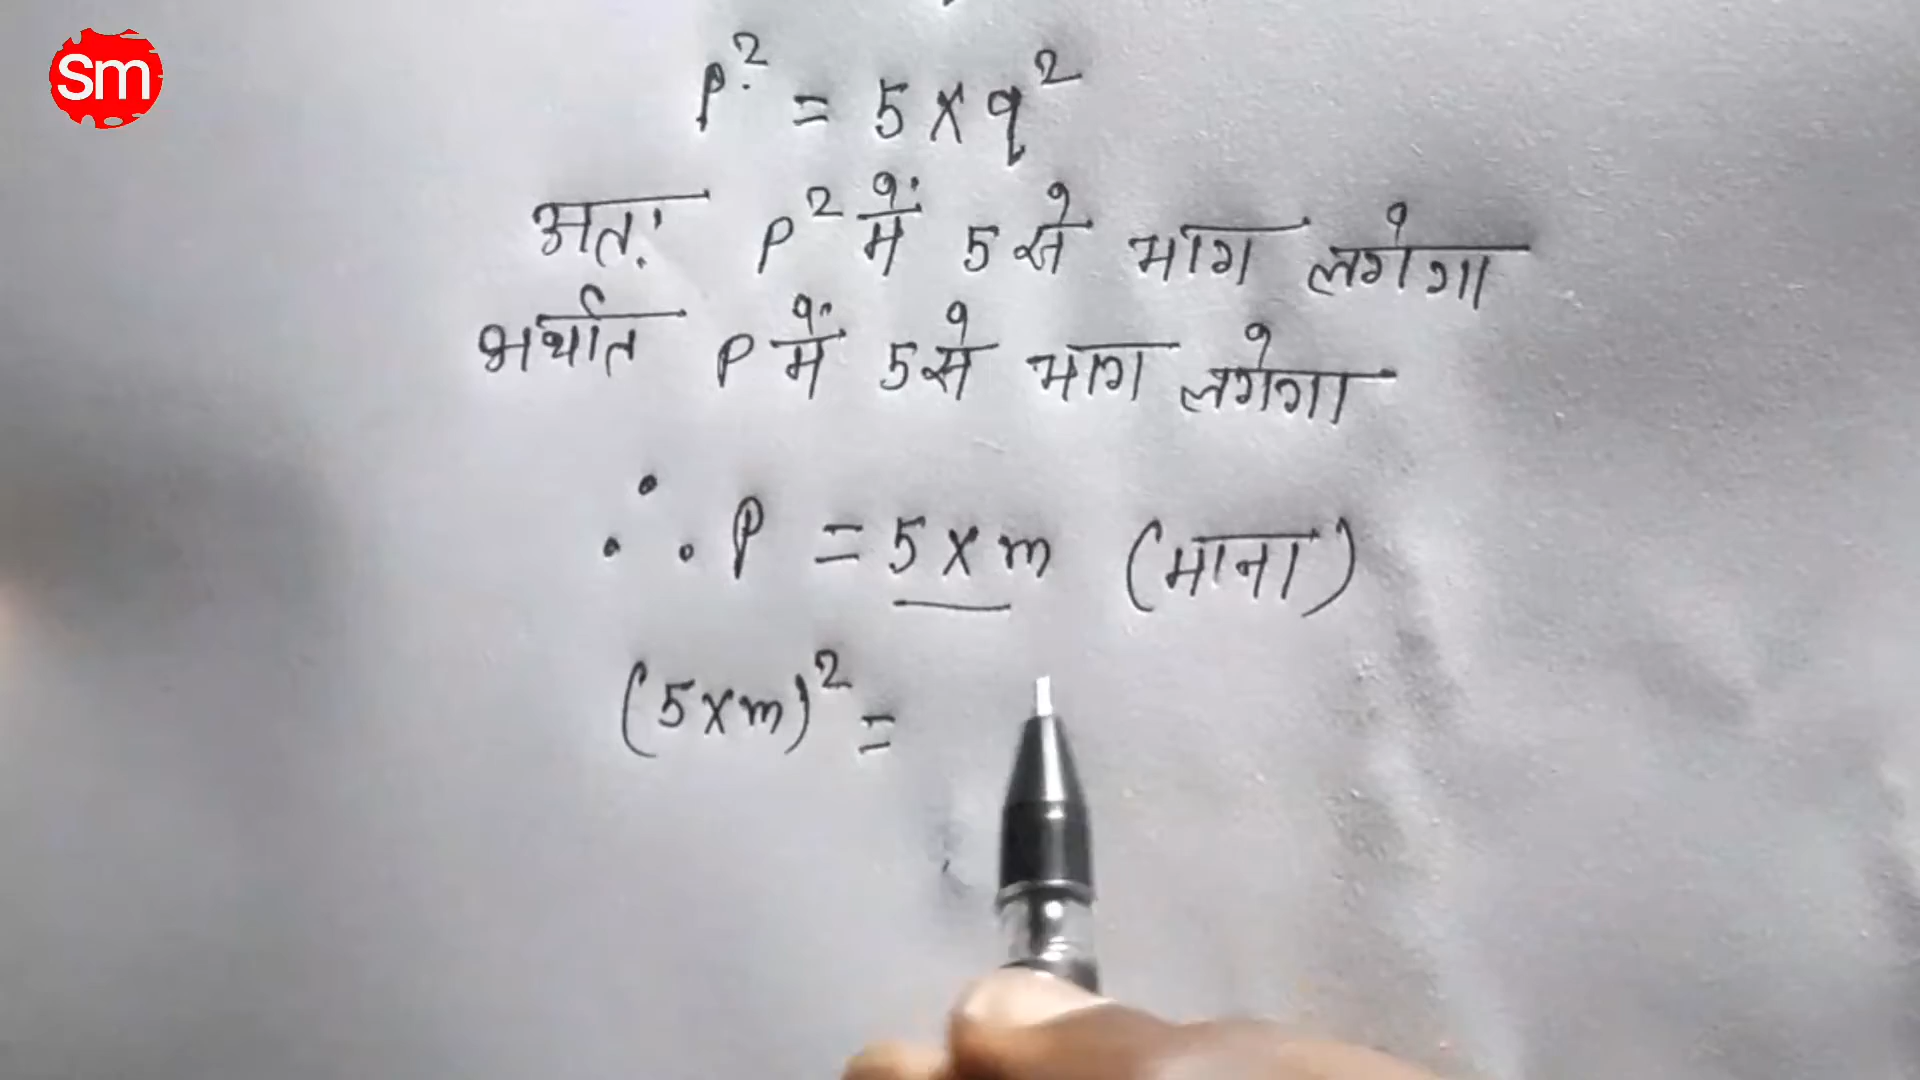 Sm
p² = 5 × q²
अतः p² में 5 से भाग लगेगा
अर्थात p में 5 से भाग लगेगा
∴ p = 5 × m (माना)
(5×m)² =